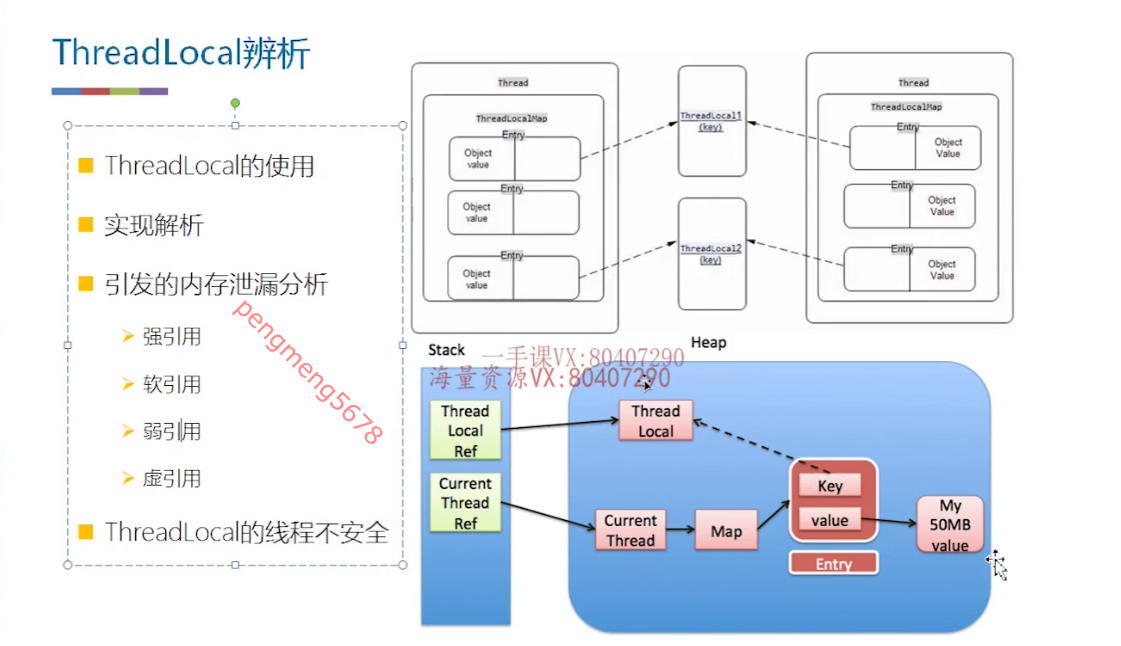 ThreadLocal辨析
ThreadLocal的使用
实现解析
引发的内存泄漏分析
强引用
软引用
弱引用
虚引用
ThreadLocal的线程不安全
pengmeng5678
Thread
ThreadLocalMap
Entry
Object
value
Entry
Object
value
Entry
Object
value
ThreadLocal1
(key)
ThreadLocal2
(key)
Thread
ThreadLocalMap
Entry
Object
Value
Entry
Object
Value
Entry
Object
Value
Stack
Heap
一手课VX:80407290
海量资源VX:80407290
Thread
Local
Ref
Current
Thread
Ref
Thread
Local
Current
Thread
Map
Key
value
Entry
My
50MB
value